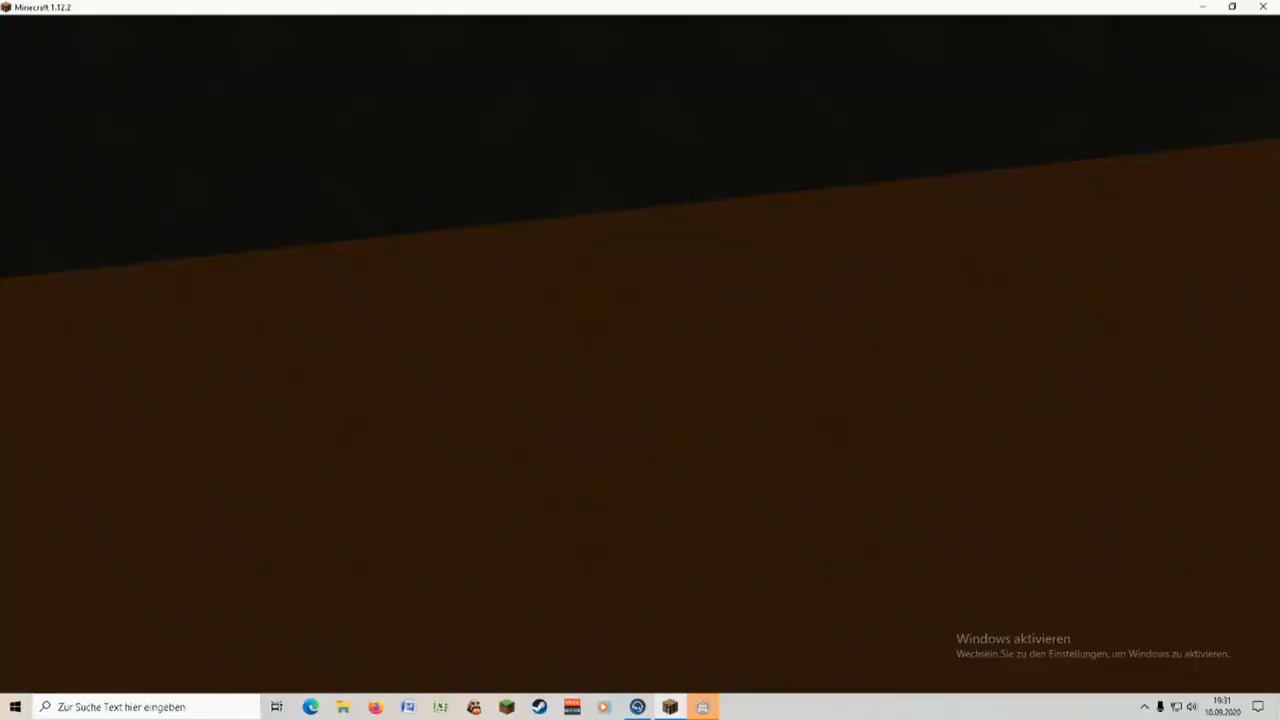 Minecraft 1.12.2
Windows aktivieren
Wechseln Sie zu den Einstellungen, um Windows zu aktivieren.
Zur Suche Text hier eingeben
19:31
10.09.2020